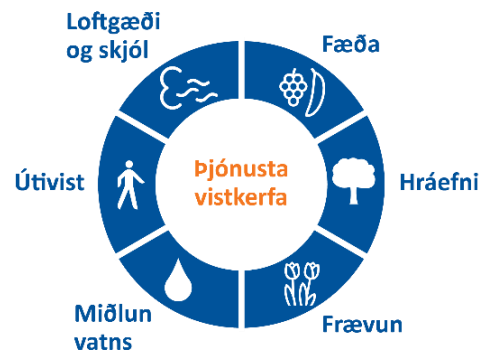 Loftgæði
og skjól
Fæða
Útivist
Þjónusta
vistkerfa
Hráefni
Miðlun
vatns
Frævun